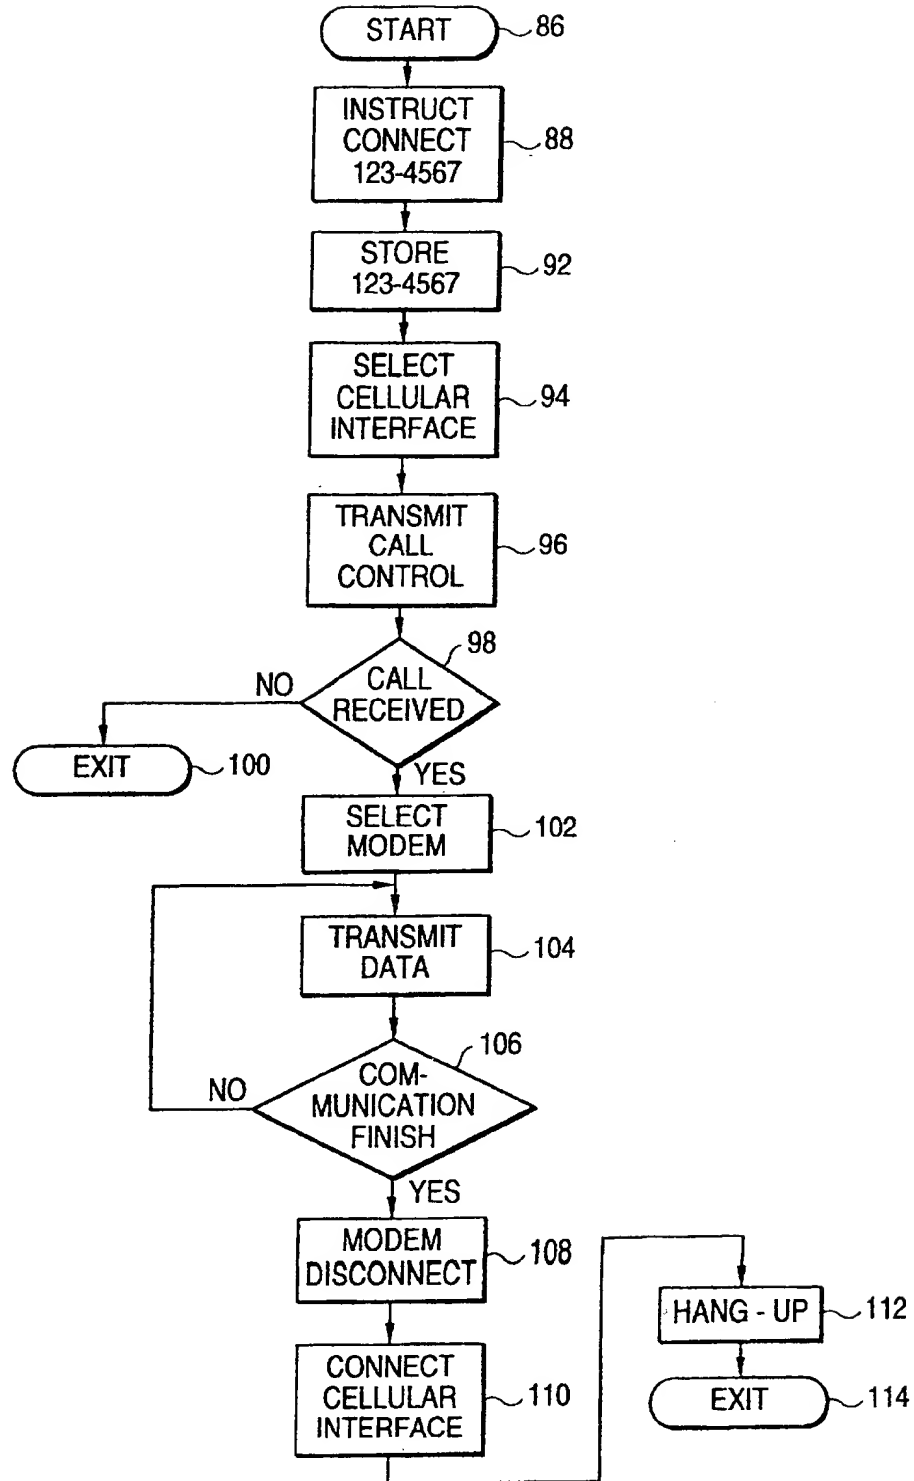 START
86
INSTRUCT
CONNECT
123-4567
88
STORE
123-4567
92
SELECT
CELLULAR
INTERFACE
94
TRANSMIT
CALL
CONTROL
96
98
CALL
RECEIVED
NO
EXIT
100
YES
SELECT
MODEM
102
TRANSMIT
DATA
104
106
COM-
MUNICATION
FINISH
NO
YES
MODEM
DISCONNECT
108
CONNECT
CELLULAR
INTERFACE
110
HANG - UP
112
EXIT
114